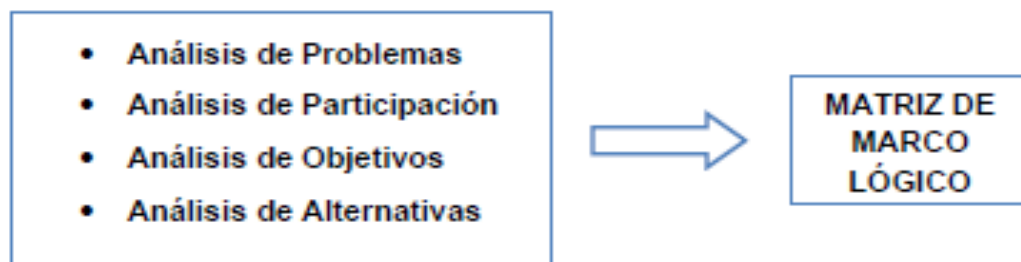 • Análisis de Problemas
• Análisis de Participación
• Análisis de Objetivos
• Análisis de Alternativas
MATRIZ DE
MARCO
LÓGICO